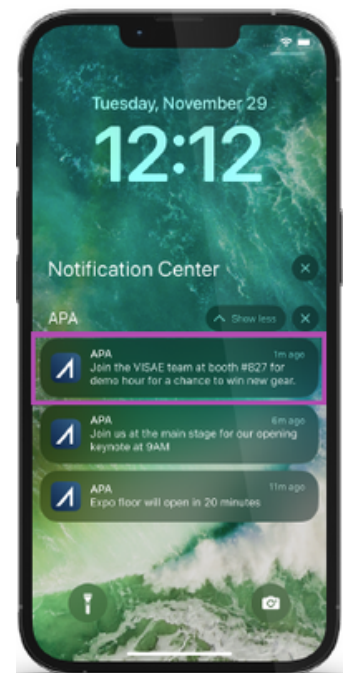 Tuesday, November 29
12:12
Notification Center
APA
Show less
APA
1m ago
Join the VISAE team at booth #827 for
demo hour for a chance to win new gear.
APA
6m ago
Join us at the main stage for our opening
keynote at 9AM
APA
11m ago
Expo floor will open in 20 minutes